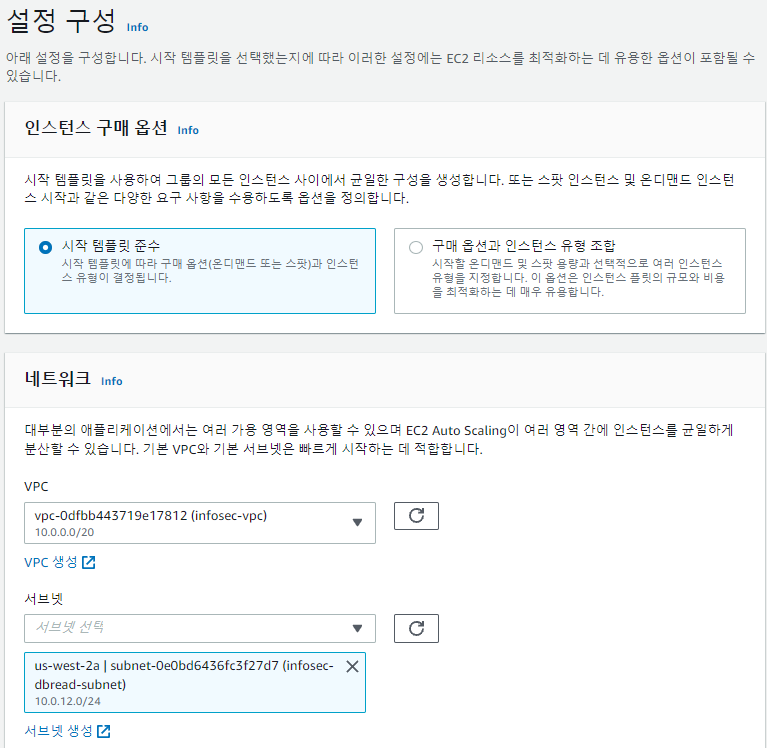 설정 구성 Info
아래 설정을 구성합니다. 시작 템플릿을 선택했는지에 따라 이러한 설정에는 EC2 리소스를 최적화하는 데 유용한 옵션이 포함될 수
있습니다.
인스턴스 구매 옵션 Info
시작 템플릿을 사용하여 그룹의 모든 인스턴스 사이에서 균일한 구성을 생성합니다. 또는 스팟 인스턴스 및 온디맨드 인스턴
스 시작과 같은 다양한 요구 사항을 수용하도록 옵션을 정의합니다.
시작 템플릿 준수
시작 템플릿에 따라 구매 옵션(온디맨드 또는 스팟)과 인스턴
스 유형이 결정됩니다.
구매 옵션과 인스턴스 유형 조합
시작할 온디맨드 및 스팟 용량과 선택적으로 여러 인스턴스
유형을 지정합니다. 이 옵션은 인스턴스 플릿의 규모와 비용
을 최적화하는 데 매우 유용합니다.
네트워크 Info
대부분의 애플리케이션에서는 여러 가용 영역을 사용할 수 있으며 EC2 Auto Scaling이 여러 영역 간에 인스턴스를 균일하게
분산할 수 있습니다. 기본 VPC와 기본 서브넷은 빠르게 시작하는 데 적합합니다.
VPC
vpc-0dfbb443719e17812 (infosec-vpc)
10.0.0.0/20
VPC 생성
서브넷
서브넷 선택
us-west-2a | subnet-0e0bd6436fc3f27d7 (infosec-
dbread-subnet)
10.0.12.0/24
서브넷 생성